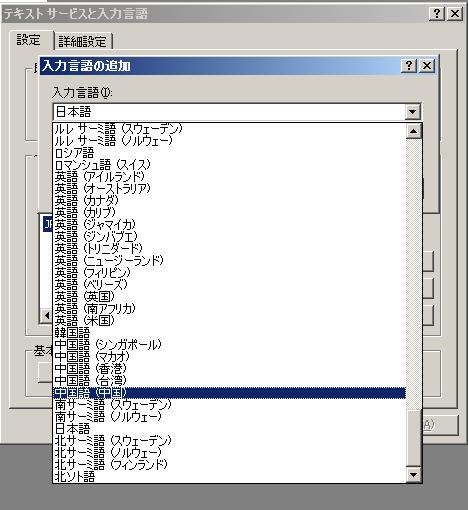 テキスト サービスと入力言語
設定
詳細設定
入力言語の追加
入力言語(I):
日本語
ルレ サーミ語 (スウェーデン)
ルレ サーミ語 (ノルウェー)
ロシア語
ロマンシュ語 (スイス)
英語 (アイルランド)
英語 (オーストラリア)
英語 (カナダ)
英語 (カリブ)
英語 (ジャマイカ)
英語 (ジンバブエ)
英語 (トリニダード)
英語 (ニュージーランド)
英語 (フィリピン)
英語 (ベリーズ)
英語 (英国)
英語 (南アフリカ)
英語 (米国)
韓国語
中国語 (シンガポール)
中国語 (マカオ)
中国語 (香港)
中国語 (台湾)
中国語 (中国)
南サーミ語 (スウェーデン)
南サーミ語 (ノルウェー)
日本語
北サーミ語 (スウェーデン)
北サーミ語 (ノルウェー)
北サーミ語 (フィンランド)
北ソト語
基本
A)